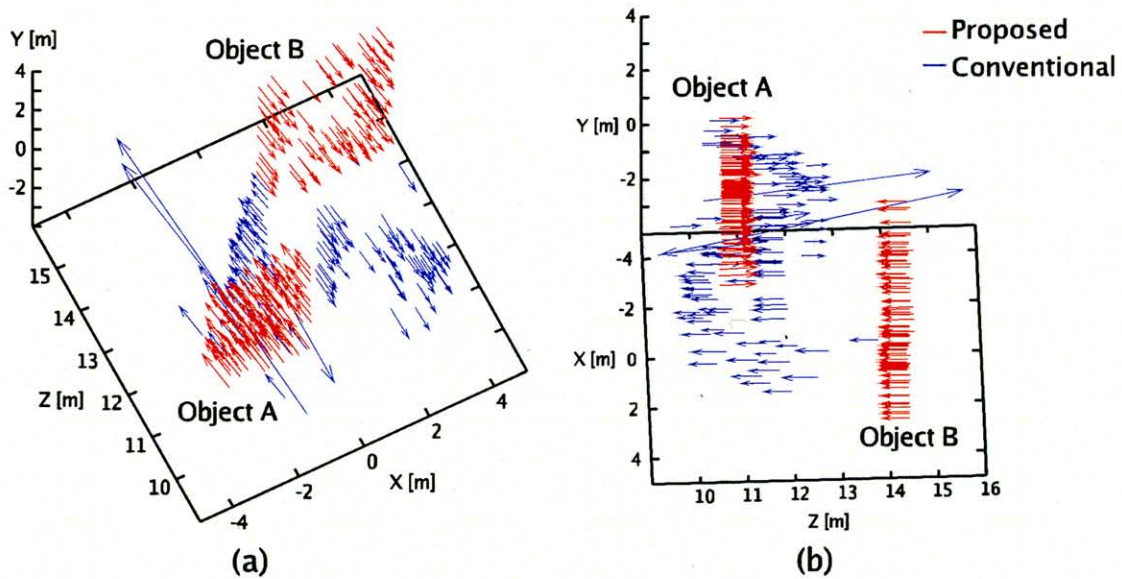 Y [m]
4
2
0
-2
Object B
15
14
13
12
11
10
Z [m]
Object A
-4
-2
0
2
4
X [m]
(a)
Proposed
Conventional
4
2
Object A
Y [m] 0
-2
-4
-2
X [m] 0
2
4
Object B
10 11 12 13 14 15 16
Z [m]
(b)